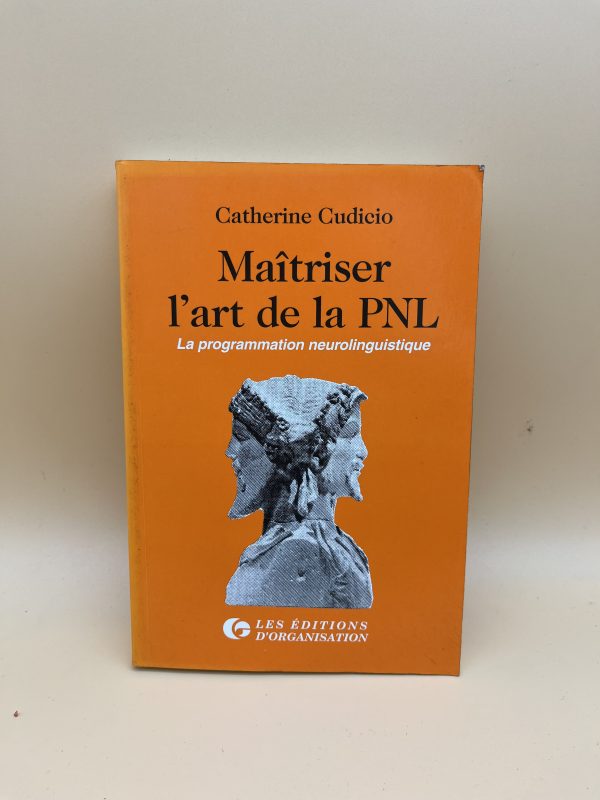 Catherine Cudicio
Maîtriser
l'art de la PNL
La programmation neurolinguistique
LES ÉDITIONS
D'ORGANISATION